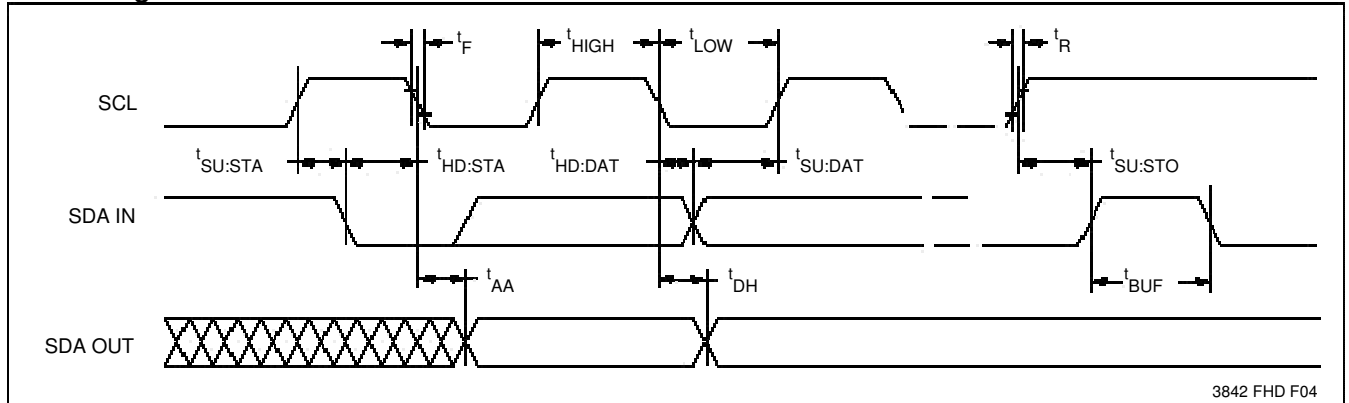 tF tHIGH tLOW tR
SCL
tSU:STA tHD:STA tHD:DAT tSU:DAT tSU:STO
SDA IN
tAA tDH tBUF
SDA OUT
3842 FHD F04